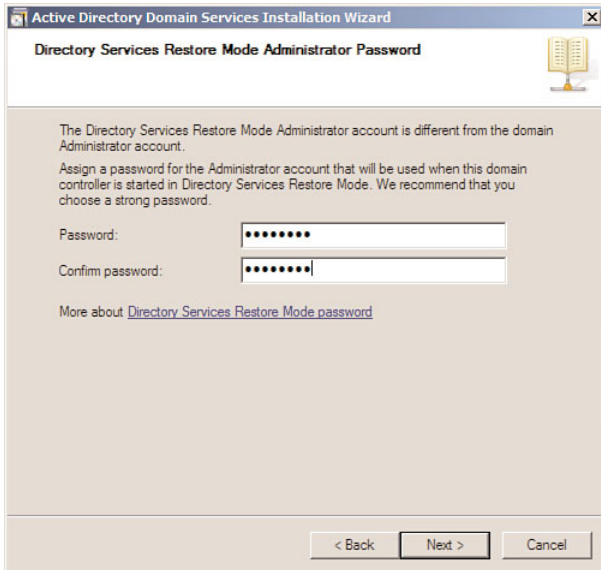 Active Directory Domain Services Installation Wizard
Directory Services Restore Mode Administrator Password
The Directory Services Restore Mode Administrator account is different from the domain
Administrator account.
Assign a password for the Administrator account that will be used when this domain
controller is started in Directory Services Restore Mode. We recommend that you
choose a strong password.
Password: ••••••••
Confirm password: ••••••••
More about Directory Services Restore Mode password
< Back Next > Cancel